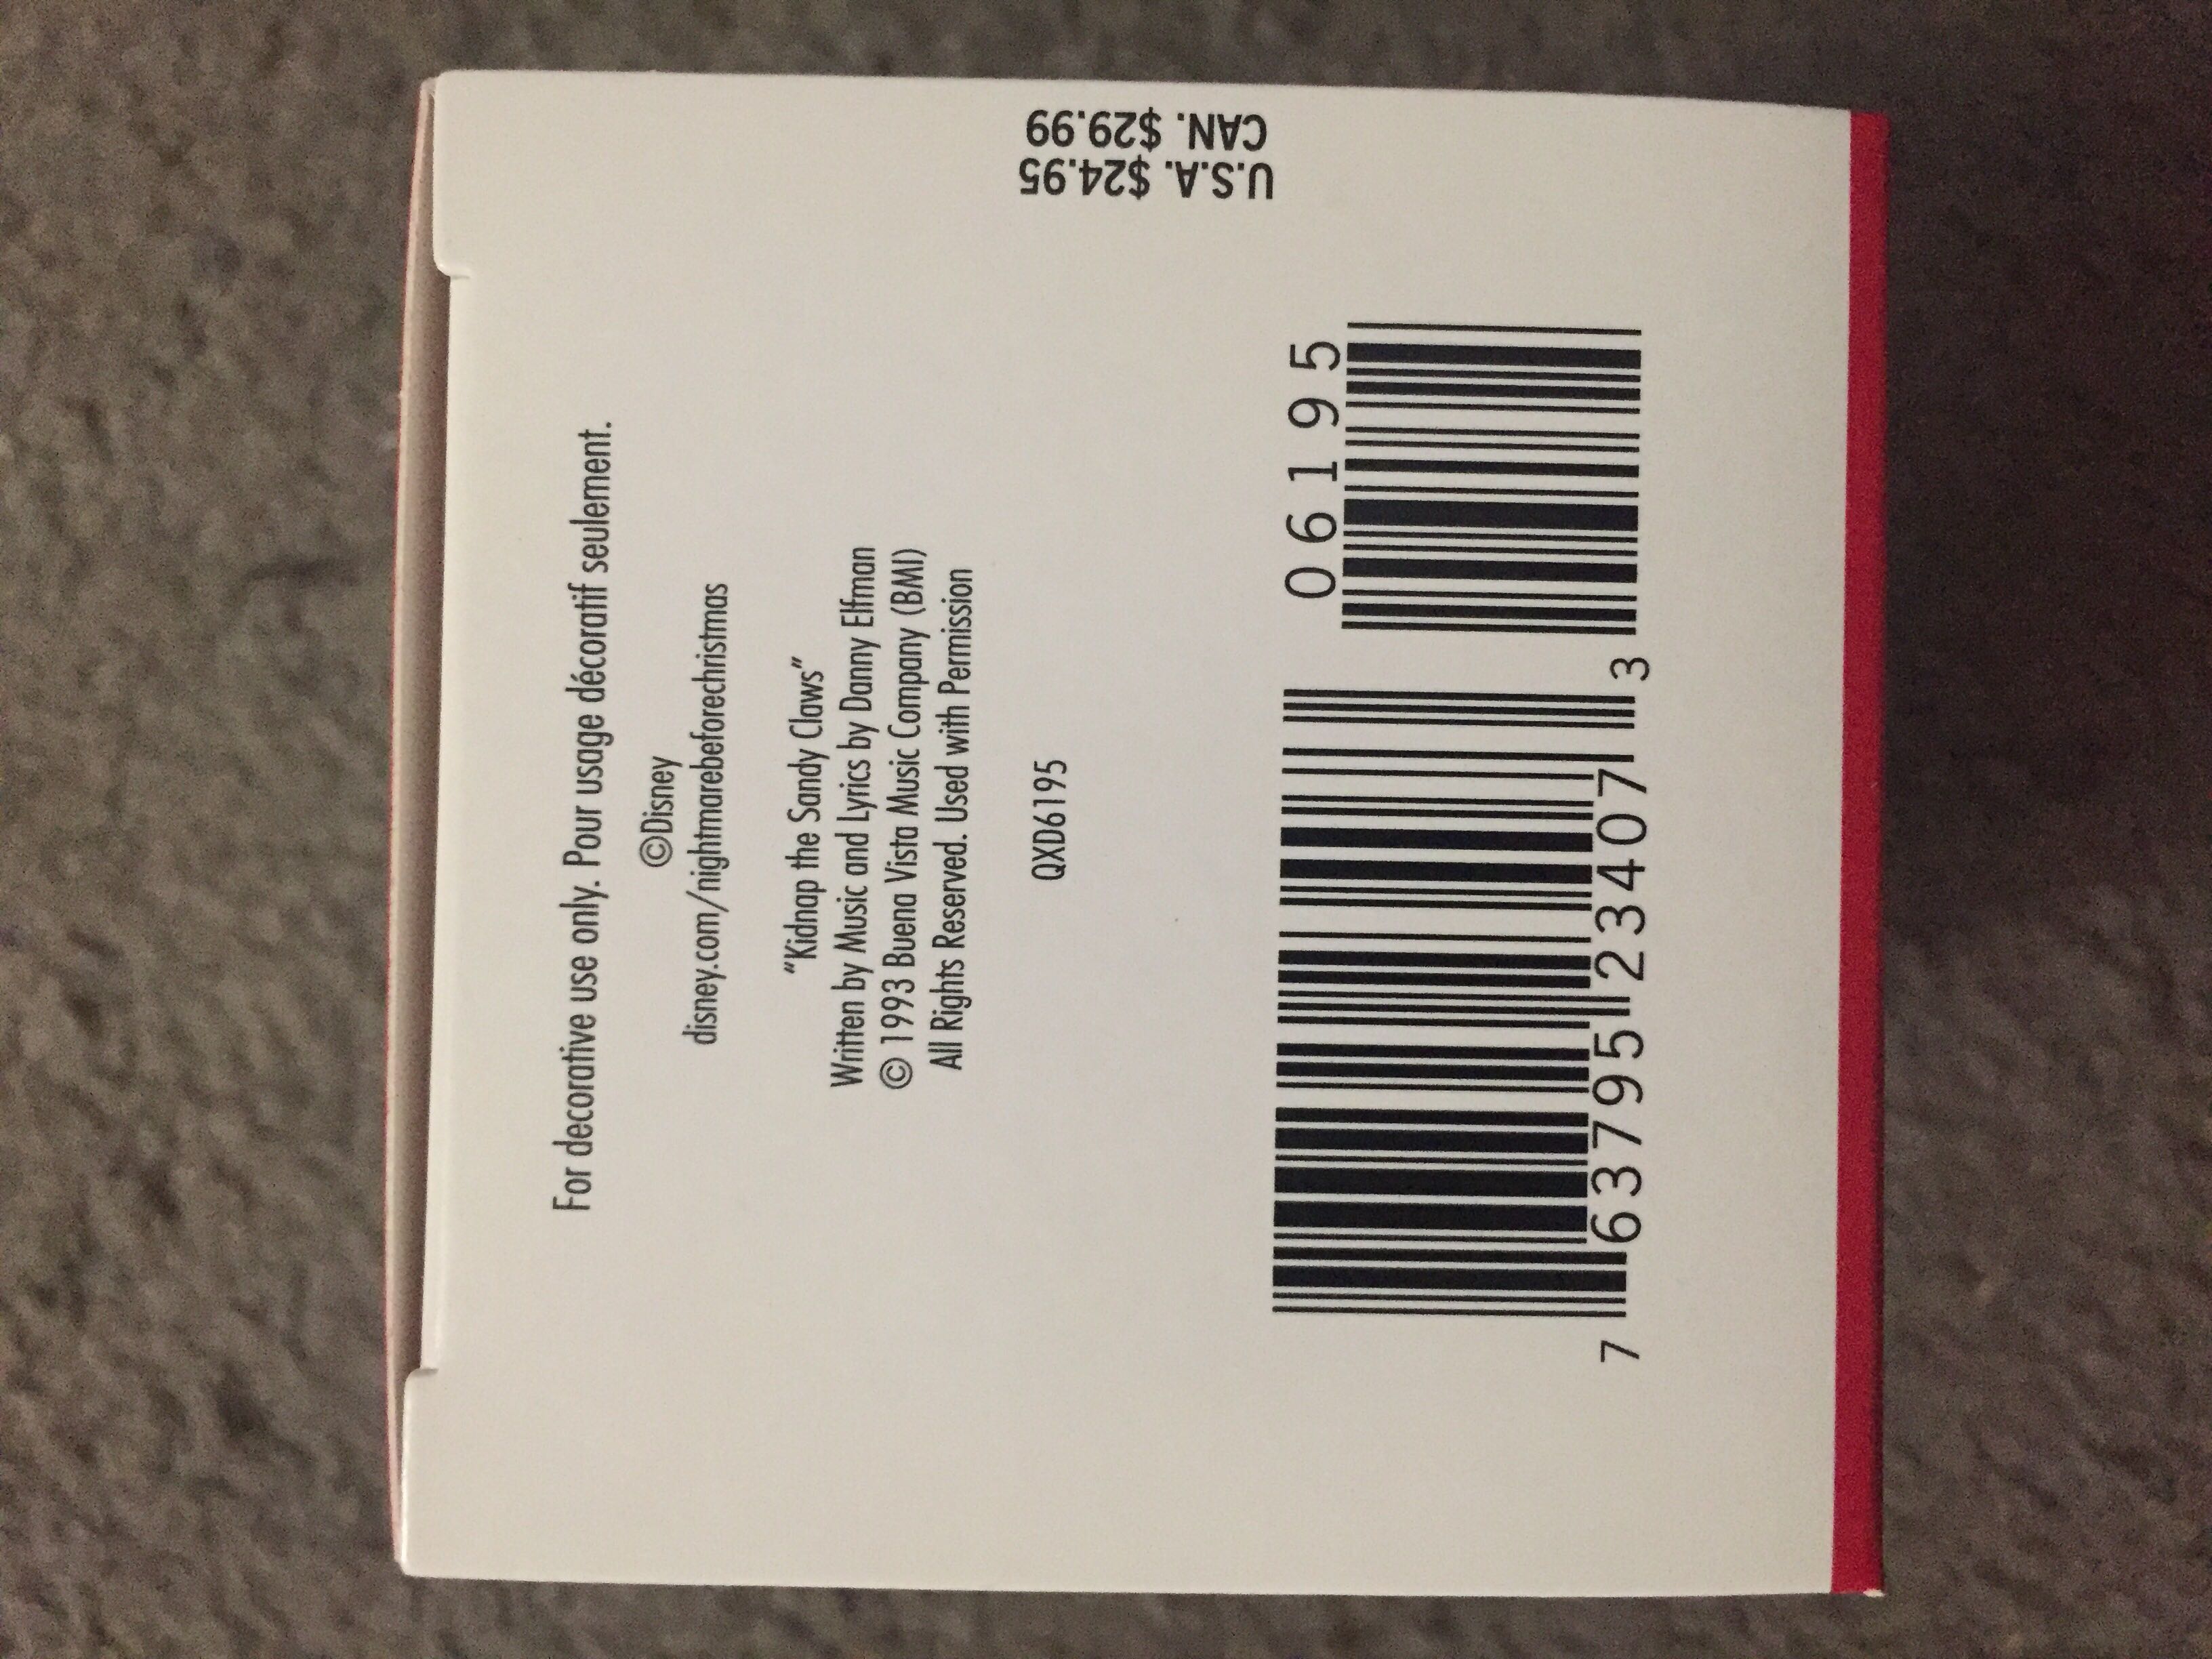 For decorative use only. Pour usage décoratif seulement.
©Disney
disney.com/nightmarebeforechristmas
“Kidnap the Sandy Claws”
Written by Music and Lyrics by Danny Elfman
© 1993 Buena Vista Music Company (BMI)
All Rights Reserved. Used with Permission
QXD6195
U.S.A. $24.95
CAN. $29.99
06195
7 63795 23407 3